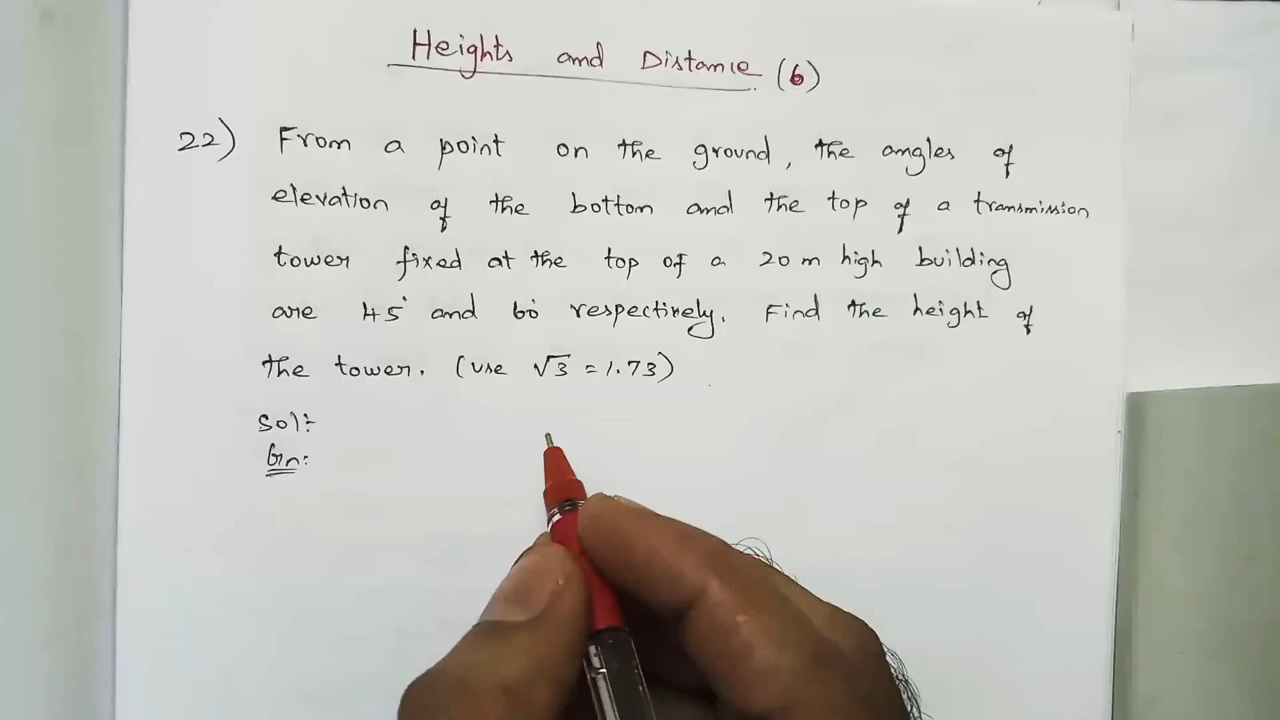 Heights and Distance (6)
22) From a point on the ground, the angles of
elevation of the bottom and the top of a transmission
tower fixed at the top of a 20 m high building
are 45° and 60° respectively. Find the height of
the tower. (use √3 = 1.73)
Sol:-
Gn: